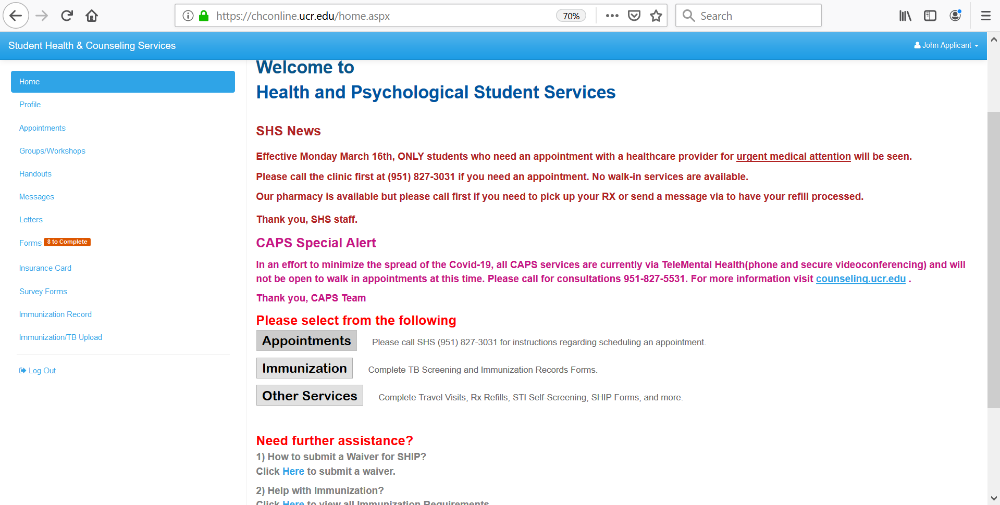 https://chconline.ucr.edu/home.aspx
70%
Search
Student Health & Counseling Services
John Applicant
Home
Profile
Appointments
Groups/Workshops
Handouts
Messages
Letters
Forms 8 to Complete
Insurance Card
Survey Forms
Immunization Record
Immunization/TB Upload
Log Out
Welcome to
Health and Psychological Student Services
SHS News
Effective Monday March 16th, ONLY students who need an appointment with a healthcare provider for urgent medical attention will be seen.
Please call the clinic first at (951) 827-3031 if you need an appointment. No walk-in services are available.
Our pharmacy is available but please call first if you need to pick up your RX or send a message via to have your refill processed.
Thank you, SHS staff.
CAPS Special Alert
In an effort to minimize the spread of the Covid-19, all CAPS services are currently via TeleMental Health(phone and secure videoconferencing) and will
not be open to walk in appointments at this time. Please call for consultations 951-827-5531. For more information visit counseling.ucr.edu .
Thank you, CAPS Team
Please select from the following
Appointments Please call SHS (951) 827-3031 for instructions regarding scheduling an appointment.
Immunization Complete TB Screening and Immunization Records Forms.
Other Services Complete Travel Visits, Rx Refills, STI Self-Screening, SHIP Forms, and more.
Need further assistance?
1) How to submit a Waiver for SHIP?
Click Here to submit a waiver.
2) Help with Immunization?
Click Here to view all Immunization Requirements